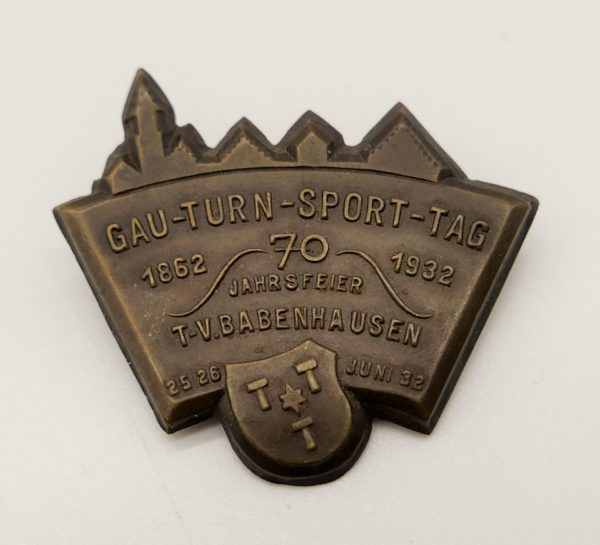 GAU-TURN-SPORT-TAG
1862 70 1932
JAHRSFEIER
T-V.BABENHAUSEN
25 26 JUNI 32